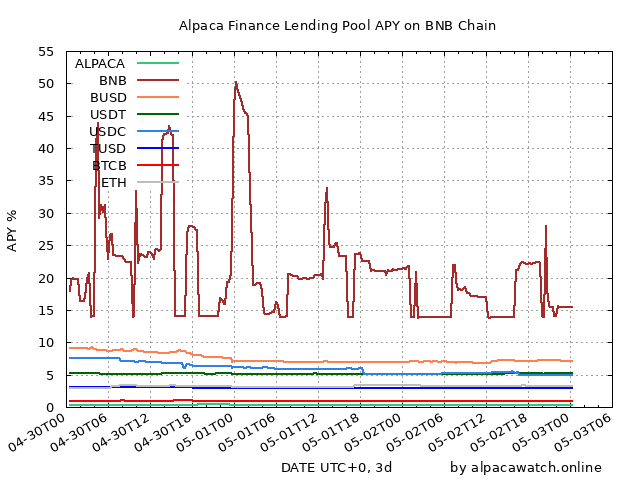 Alpaca Finance Lending Pool APY on BNB Chain
55
50
45
40
35
30
25
20
15
10
5
0
APY %
ALPACA
BNB
BUSD
USDT
USDC
TUSD
BTCB
ETH
04-30T00
04-30T06
04-30T12
04-30T18
05-01T00
05-01T06
05-01T12
05-01T18
05-02T00
05-02T06
05-02T12
05-02T18
05-03T00
05-03T06
DATE UTC+0, 3d
by alpacawatch.online